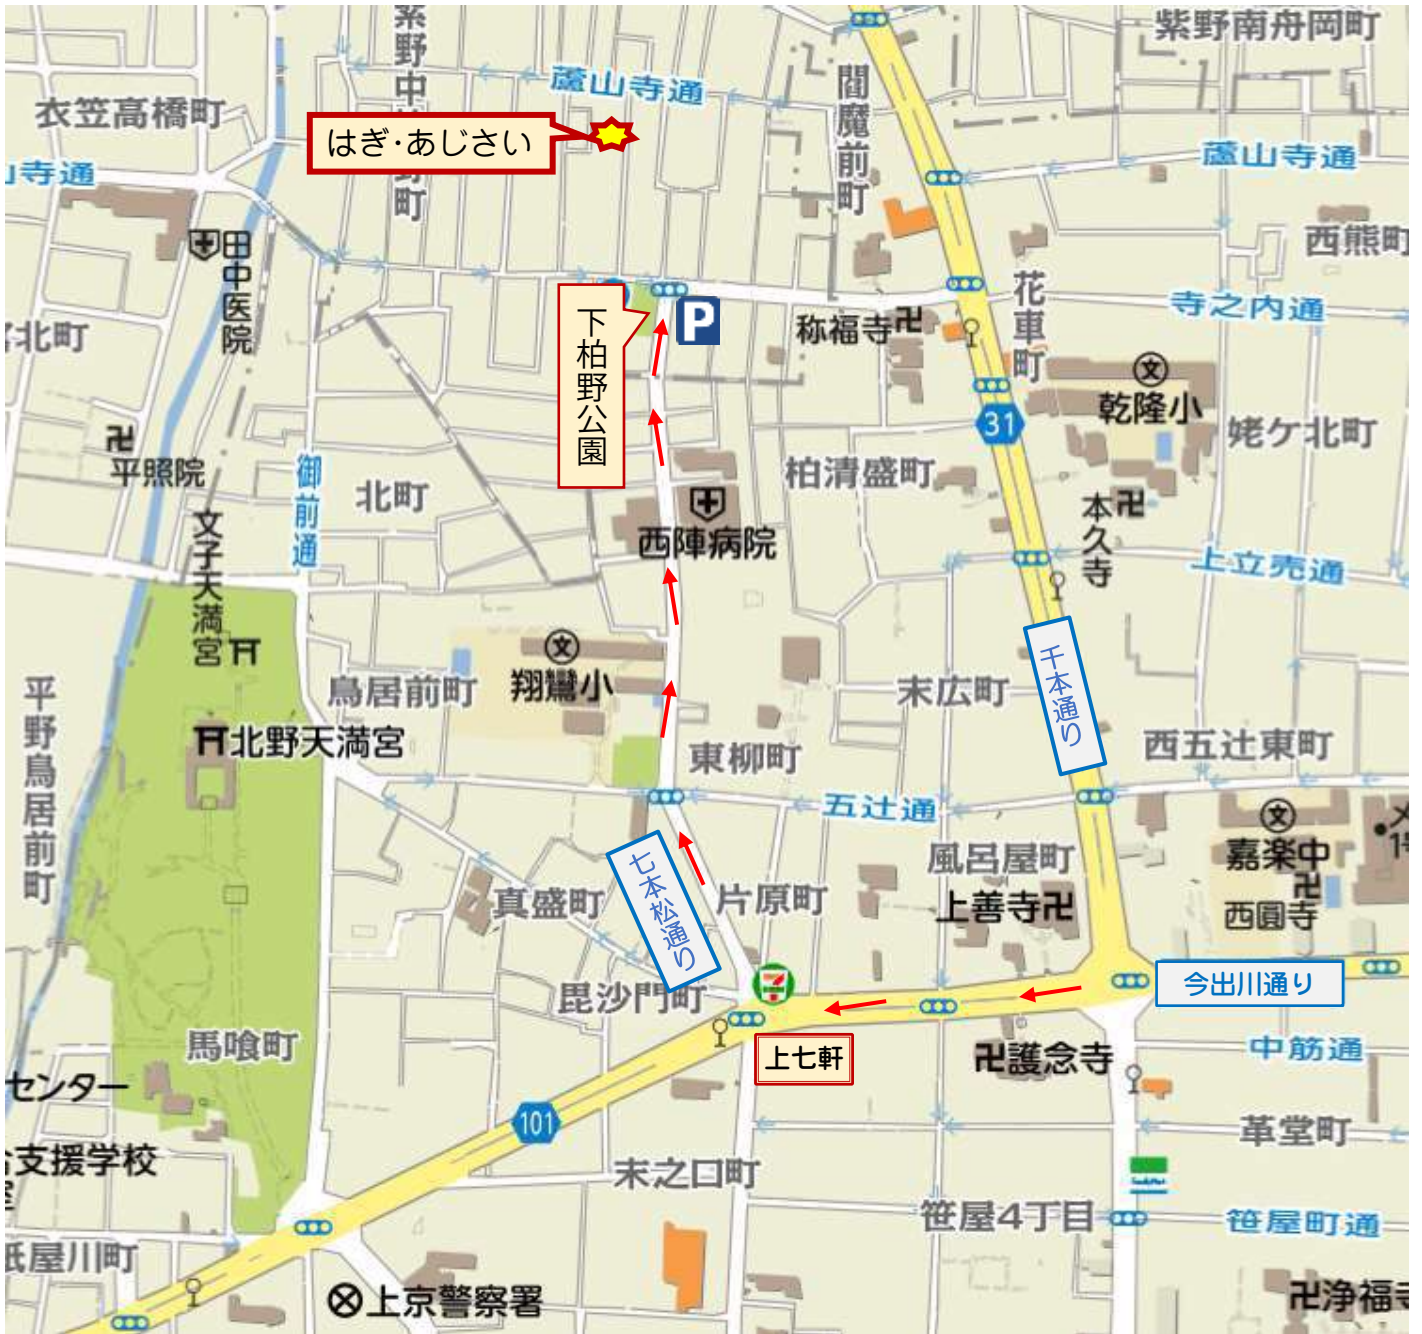 紫野南舟岡町
紫野中
野町
蘆山寺通
閻魔前町
衣笠高橋町
はぎ・あじさい
山寺通
蘆山寺通
田中医院
西熊町
花車町
寺之内通
称福寺
P
下柏野公園
北町
乾隆小
31
姥ケ北町
平照院
御前通
北町
柏清盛町
本久寺
西陣病院
文子天満宮
上立売通
鳥居前町
翔鸞小
末広町
千本通り
平野鳥居前町
北野天満宮
東柳町
西五辻東町
五辻通
嘉楽中
七本松通り
風呂屋町
真盛町
片原町
上善寺
西圓寺
毘沙門町
今出川通り
馬喰町
上七軒
護念寺
中筋通
センター
101
革堂町
支援学校
末之口町
FamilyMart
笹屋4丁目
笹屋町通
紙屋川町
上京警察署
浄福寺